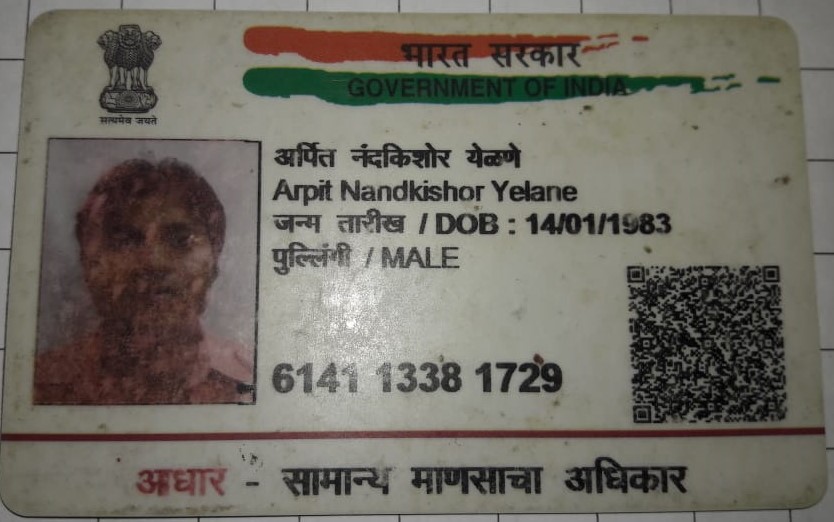 भारत सरकार
GOVERNMENT OF INDIA
सत्यमेव जयते
अर्पित नंदकिशोर येळणे
Arpit Nandkishor Yelane
जन्म तारीख / DOB : 14/01/1983
पुल्लिंगी / MALE
6141 1338 1729
आधार - सामान्य माणसाचा अधिकार